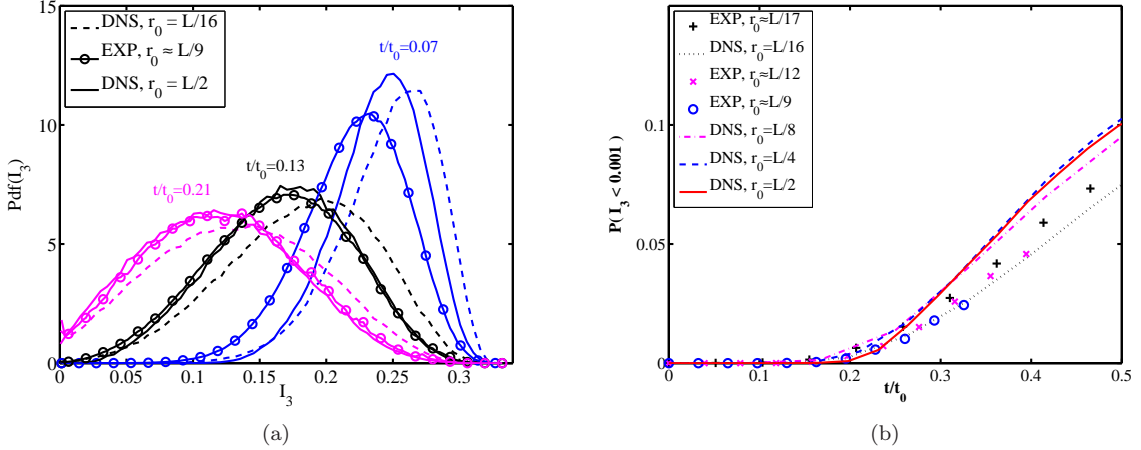 15
10
5
0
Pdf(I₃)
DNS, r₀ = L/16
EXP, r₀ ≈ L/9
DNS, r₀ = L/2
t/t₀=0.07
t/t₀=0.13
t/t₀=0.21
0 0.05 0.1 0.15 0.2 0.25 0.3
I₃
(a)
0.1
0.05
0
P(I₃ < 0.001)
EXP, r₀≈L/17
DNS, r₀=L/16
EXP, r₀≈L/12
EXP, r₀≈L/9
DNS, r₀=L/8
DNS, r₀=L/4
DNS, r₀=L/2
0 0.1 0.2 0.3 0.4 0.5
t/t₀
(b)